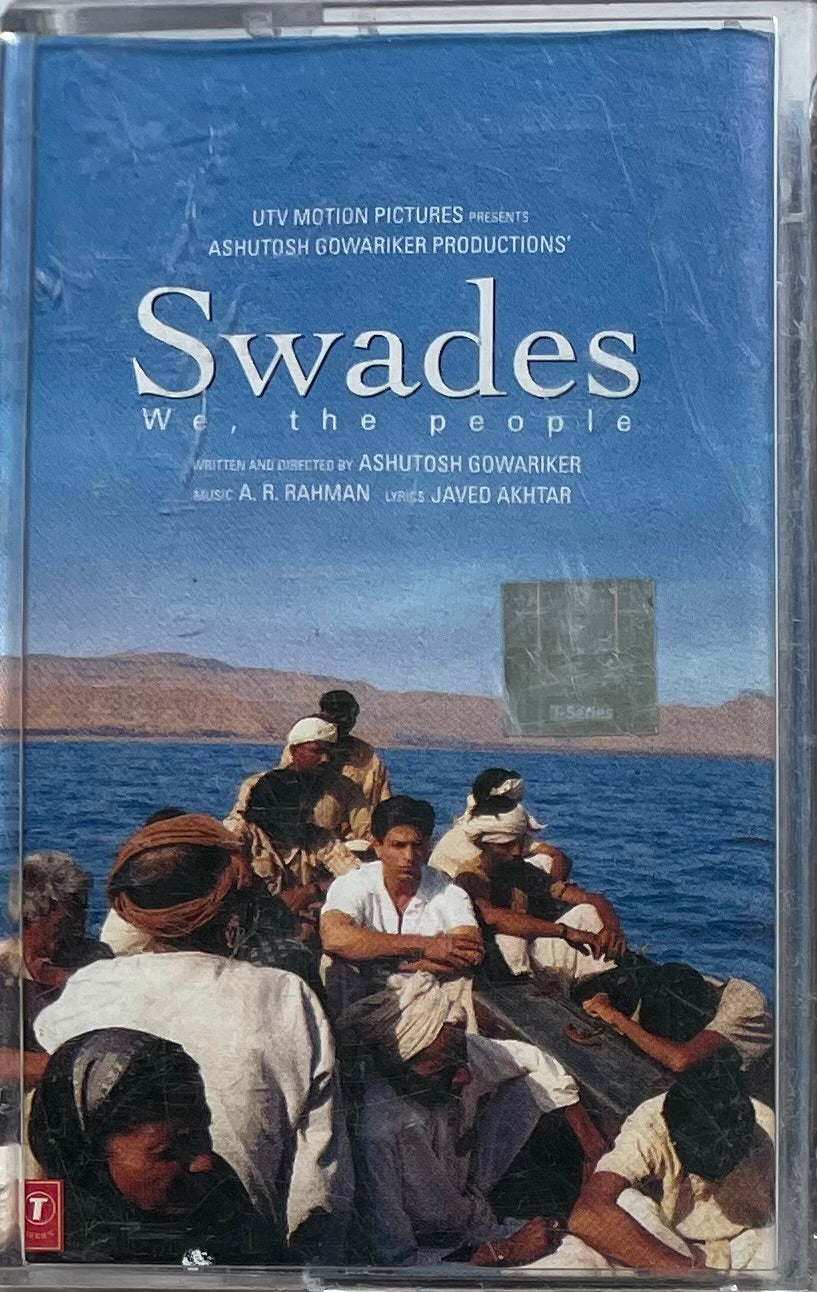 UTV MOTION PICTURES PRESENTS
ASHUTOSH GOWARIKER PRODUCTIONS'
Swades
We, the people
WRITTEN AND DIRECTED BY ASHUTOSH GOWARIKER
MUSIC A. R. RAHMAN LYRICS JAVED AKHTAR
T-Series
T